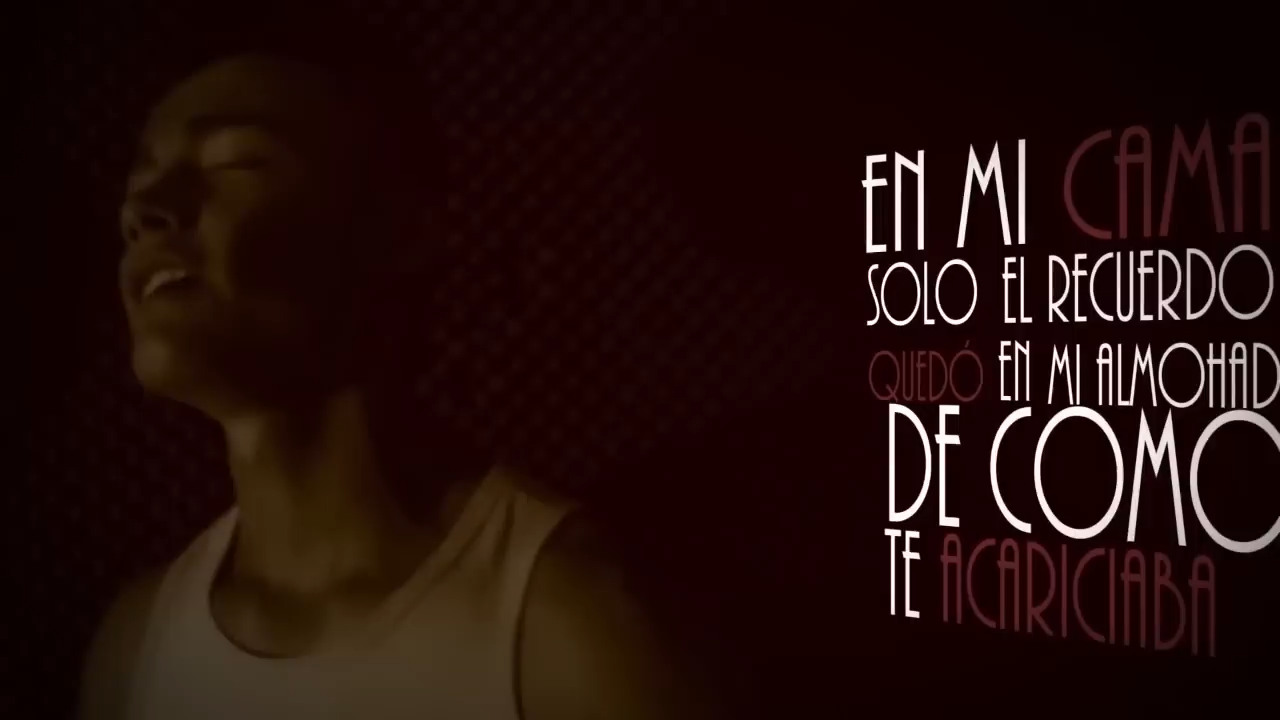 EN MI CAMA
SOLO EL RECUERDO
QUEDÓ EN MI ALMOHAD
DE COMO
TE ACARICIABA